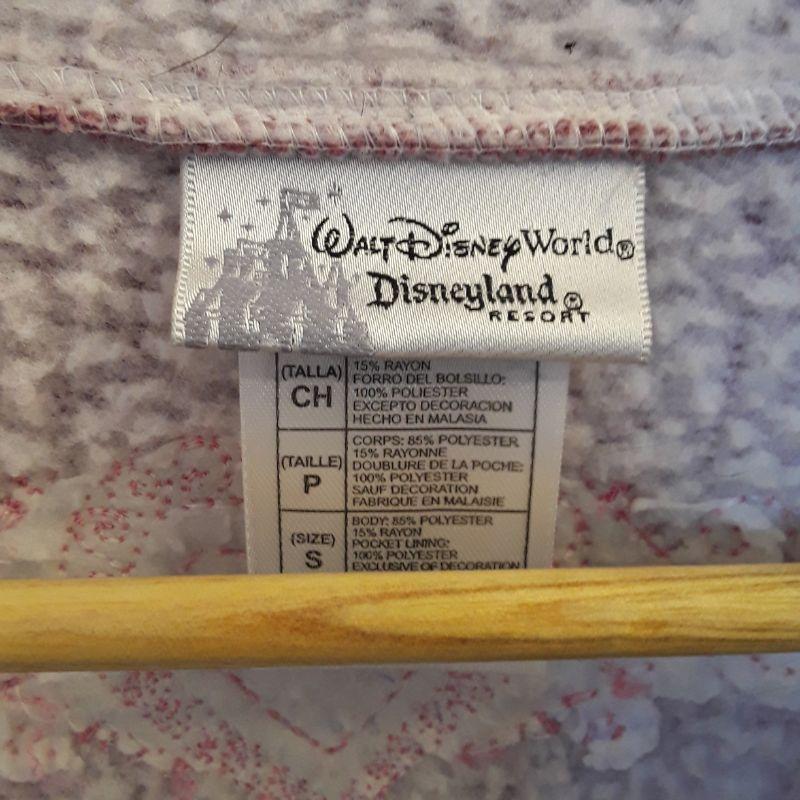 WALT DISNEY World®
Disneyland®
RESORT
(TALLA)
CH
15% RAYON
FORRO DEL BOLSILLO:
100% POLIESTER
EXCEPTO DECORACION
HECHO EN MALASIA
(TAILLE)
P
CORPS: 85% POLYESTER
15% RAYONNE
DOUBLURE DE LA POCHE:
100% POLYESTER
SAUF DECORATION
FABRIQUE EN MALAISIE
(SIZE)
S
BODY: 85% POLYESTER
15% RAYON
POCKET LINING:
100% POLYESTER
EXCLUSIVE OF DECORATION